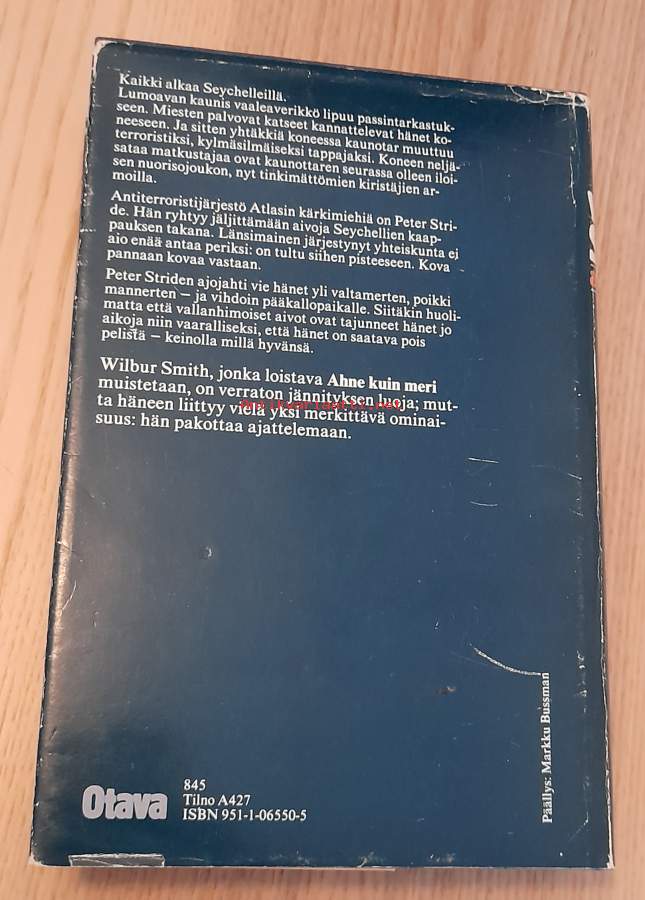 Kaikki alkaa Seychelleillä.
Lumoavan kaunis vaaleaverikkö lipuu passintarkastuk-
seen. Miesten palvovat katseet kannattelevat hänet ko-
neeseen. Ja sitten yhtäkkiä koneessa kaunotar muuttuu
terroristiksi, kylmäsilmäiseksi tappajaksi. Koneen neljä-
sataa matkustajaa ovat kaunottaren seurassa olleen iloi-
sen nuorisojoukon, nyt tinkimättömien kiristäjien ar-
moilla.
Antiterroristijärjestö Atlasin kärkimiehiä on Peter Stri-
de. Hän ryhtyy jäljittämään aivoja Seychellien kaap-
pauksen takana. Länsimainen järjestynyt yhteiskunta ei
aio enää antaa periksi: on tultu siihen pisteeseen. Kova
pannaan kovaa vastaan.
Peter Striden ajojahti vie hänet yli valtamerten, poikki
mannerten – ja vihdoin pääkallopaikalle. Siitäkin huoli-
matta että vallanhimoiset aivot ovat tajunneet hänet jo
aikoja niin vaaralliseksi, että hänet on saatava pois
pelistä – keinolla millä hyvänsä.
Wilbur Smith, jonka loistava Ahne kuin meri
muistetaan, on verraton jännityksen luoja; mut-
ta häneen liittyy vielä yksi merkittävä ominai-
suus: hän pakottaa ajattelemaan.
Antikvariaatti.net
Päällys: Markku Bussman
Otava
845
Tilno A427
ISBN 951-1-06550-5